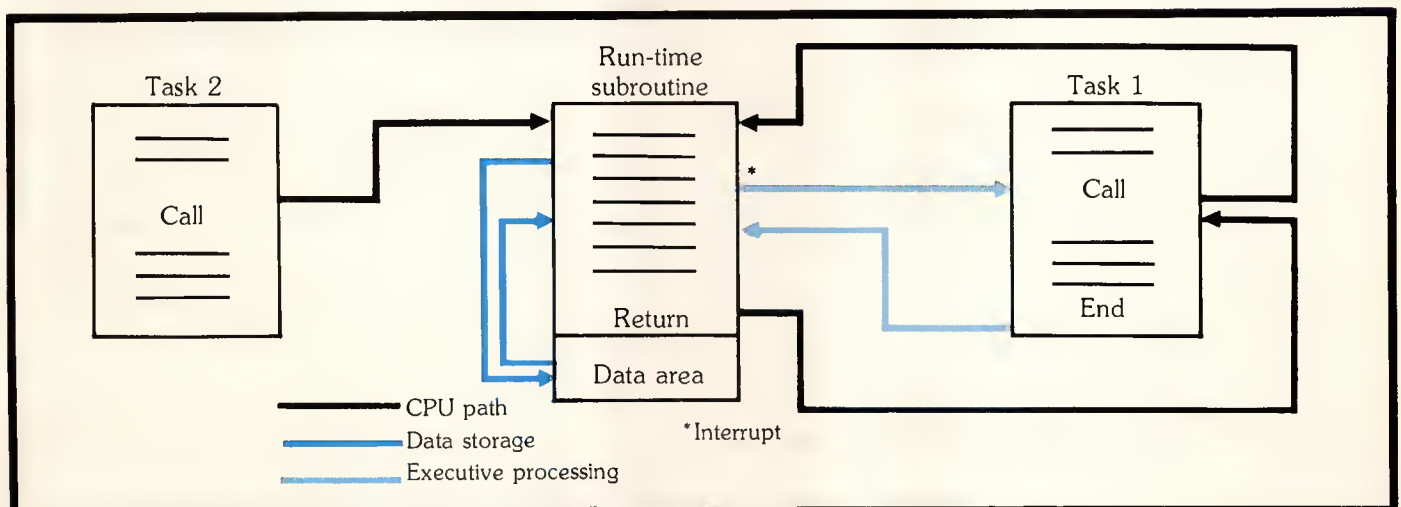 Task 2
Call
Run-time
subroutine
Return
Data area
*
Task 1
Call
End
CPU path
Data storage
Executive processing
*Interrupt